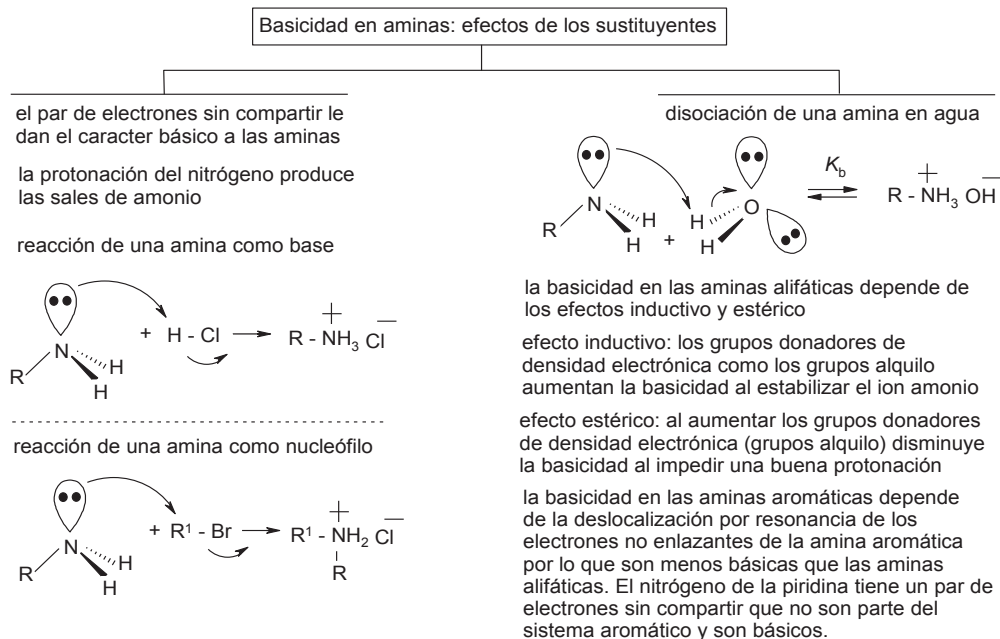 Basicidad en aminas: efectos de los sustituyentes
el par de electrones sin compartir le
dan el caracter básico a las aminas
la protonación del nitrógeno produce
las sales de amonio
reacción de una amina como base
R N H H + H - Cl R - NH3 Cl
+ —
reacción de una amina como nucleófilo
R N H H + R1 - Br R1 - NH2 Cl
+ —
R
disociación de una amina en agua
R N H H + H O H Kb R - NH3 OH
+ —
la basicidad en las aminas alifáticas depende de
los efectos inductivo y estérico
efecto inductivo: los grupos donadores de
densidad electrónica como los grupos alquilo
aumentan la basicidad al estabilizar el ion amonio
efecto estérico: al aumentar los grupos donadores
de densidad electrónica (grupos alquilo) disminuye
la basicidad al impedir una buena protonación
la basicidad en las aminas aromáticas depende
de la deslocalización por resonancia de los
electrones no enlazantes de la amina aromática
por lo que son menos básicas que las aminas
alifáticas. El nitrógeno de la piridina tiene un par de
electrones sin compartir que no son parte del
sistema aromático y son básicos.